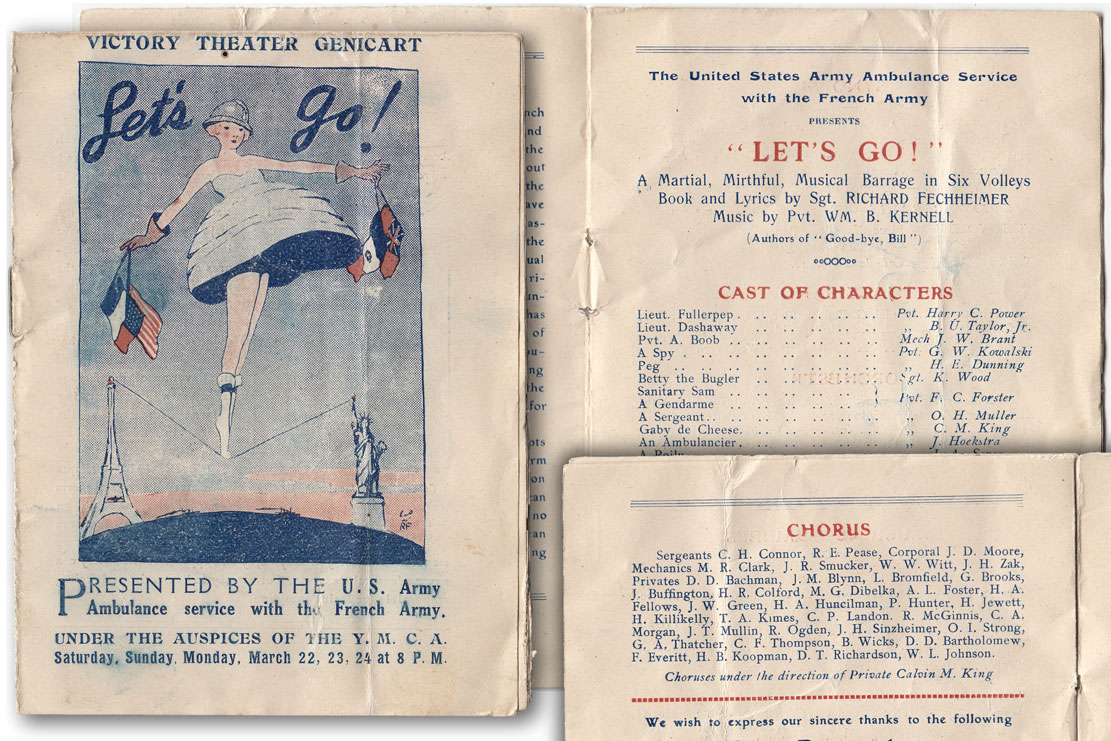 VICTORY THEATER GENICART
Let's Go!
PRESENTED BY THE U.S. Army
Ambulance service with the French Army.
UNDER THE AUSPICES OF THE Y. M. C. A.
Saturday, Sunday, Monday, March 22, 23, 24 at 8 P. M.
The United States Army Ambulance Service
with the French Army
PRESENTS
"LET'S GO!"
A Martial, Mirthful, Musical Barrage in Six Volleys
Book and Lyrics by Sgt. RICHARD FECHHEIMER
Music by Pvt. WM. B. KERNELL
(Authors of "Good-bye, Bill")
CAST OF CHARACTERS
Lieut. Fullerpep . .. .. .. .. .. Pvt. Harry C. Power
Lieut. Dashaway .. .. .. .. .. ,, B. U. Taylor, Jr.
Pvt. A. Boob .. .. .. .. .. .. Mech J. W. Brant
A Spy . .. .. .. .. .. .. .. Pvt. G. W. Kowalski
Peg .. .. .. .. .. .. .. .. ,, H. E. Dunning
Betty the Bugler .. .. .. .. .. Sgt. K. Wood
Sanitary Sam .. .. .. .. ..
A Gendarme .. .. .. .. .. Pvt. F. C. Forster
A Sergeant.. .. .. .. .. .. .. ,, O. H. Muller
Gaby de Cheese. .. .. .. .. .. ,, C. M. King
An Ambulancier. .. .. .. .. .. ,, J. Hoekstra
CHORUS
Sergeants C. H. Connor, R. E. Pease, Corporal J. D. Moore,
Mechanics M. R. Clark, J. R. Smucker, W. W. Witt, J. H. Zak,
Privates D. D. Bachman, J. M. Blynn, L. Bromfield, G. Brooks,
J. Buffington, H. R. Colford, M. G. Dibelka, A. L. Foster, H. A.
Fellows, J. W. Green, H. A. Huncilman, P. Hunter, H. Jewett,
H. Killikelly, T. A. Kimes, C. P. Landon. R. McGinnis, C. A.
Morgan, J. T. Mullin, R. Ogden, J. H. Sinzheimer, O. I. Strong,
G. A. Thatcher, C. F. Thompson, B. Wicks, D. D. Bartholomew,
F. Everitt, H. B. Koopman, D. T. Richardson, W. L. Johnson.
Choruses under the direction of Private Calvin M. King
We wish to express our sincere thanks to the following